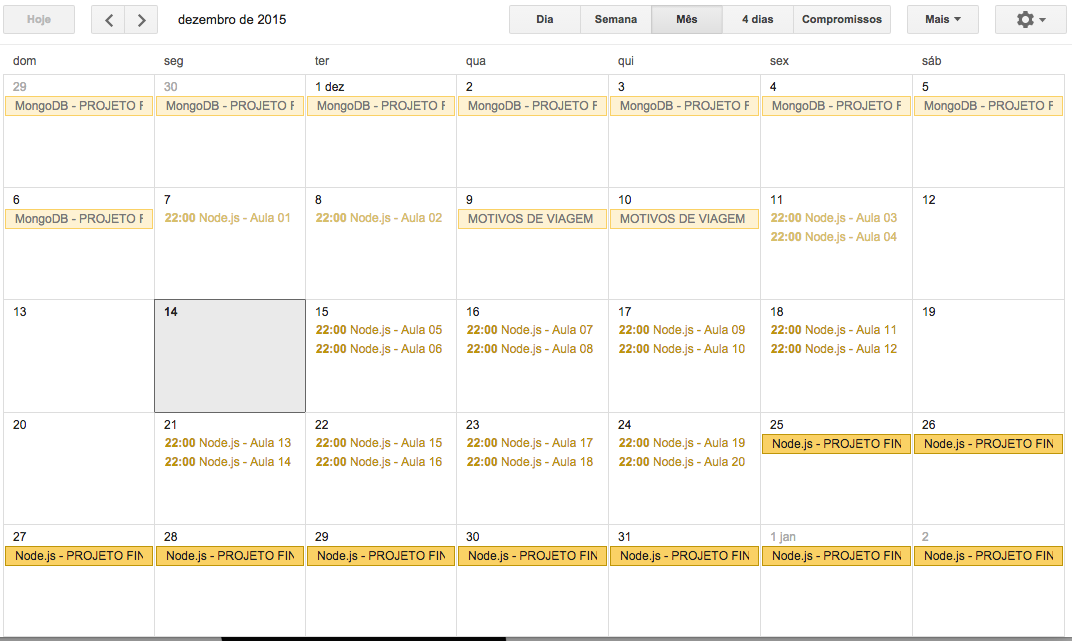 Hoje dezembro de 2015 Dia Semana Mês 4 dias Compromissos Mais
dom seg ter qua qui sex sáb
29 30 1 dez 2 3 4 5
MongoDB - PROJETO F MongoDB - PROJETO F MongoDB - PROJETO F MongoDB - PROJETO F MongoDB - PROJETO F MongoDB - PROJETO F MongoDB - PROJETO F
6 7 8 9 10 11 12
MongoDB - PROJETO F 22:00 Node.js - Aula 01 22:00 Node.js - Aula 02 MOTIVOS DE VIAGEM MOTIVOS DE VIAGEM 22:00 Node.js - Aula 03
22:00 Node.js - Aula 04
13 14 15 16 17 18 19
22:00 Node.js - Aula 05 22:00 Node.js - Aula 07 22:00 Node.js - Aula 09 22:00 Node.js - Aula 11
22:00 Node.js - Aula 06 22:00 Node.js - Aula 08 22:00 Node.js - Aula 10 22:00 Node.js - Aula 12
20 21 22 23 24 25 26
22:00 Node.js - Aula 13 22:00 Node.js - Aula 15 22:00 Node.js - Aula 17 22:00 Node.js - Aula 19 Node.js - PROJETO FIN Node.js - PROJETO FIN
22:00 Node.js - Aula 14 22:00 Node.js - Aula 16 22:00 Node.js - Aula 18 22:00 Node.js - Aula 20
27 28 29 30 31 1 jan 2
Node.js - PROJETO FIN Node.js - PROJETO FIN Node.js - PROJETO FIN Node.js - PROJETO FIN Node.js - PROJETO FIN Node.js - PROJETO FIN Node.js - PROJETO FIN